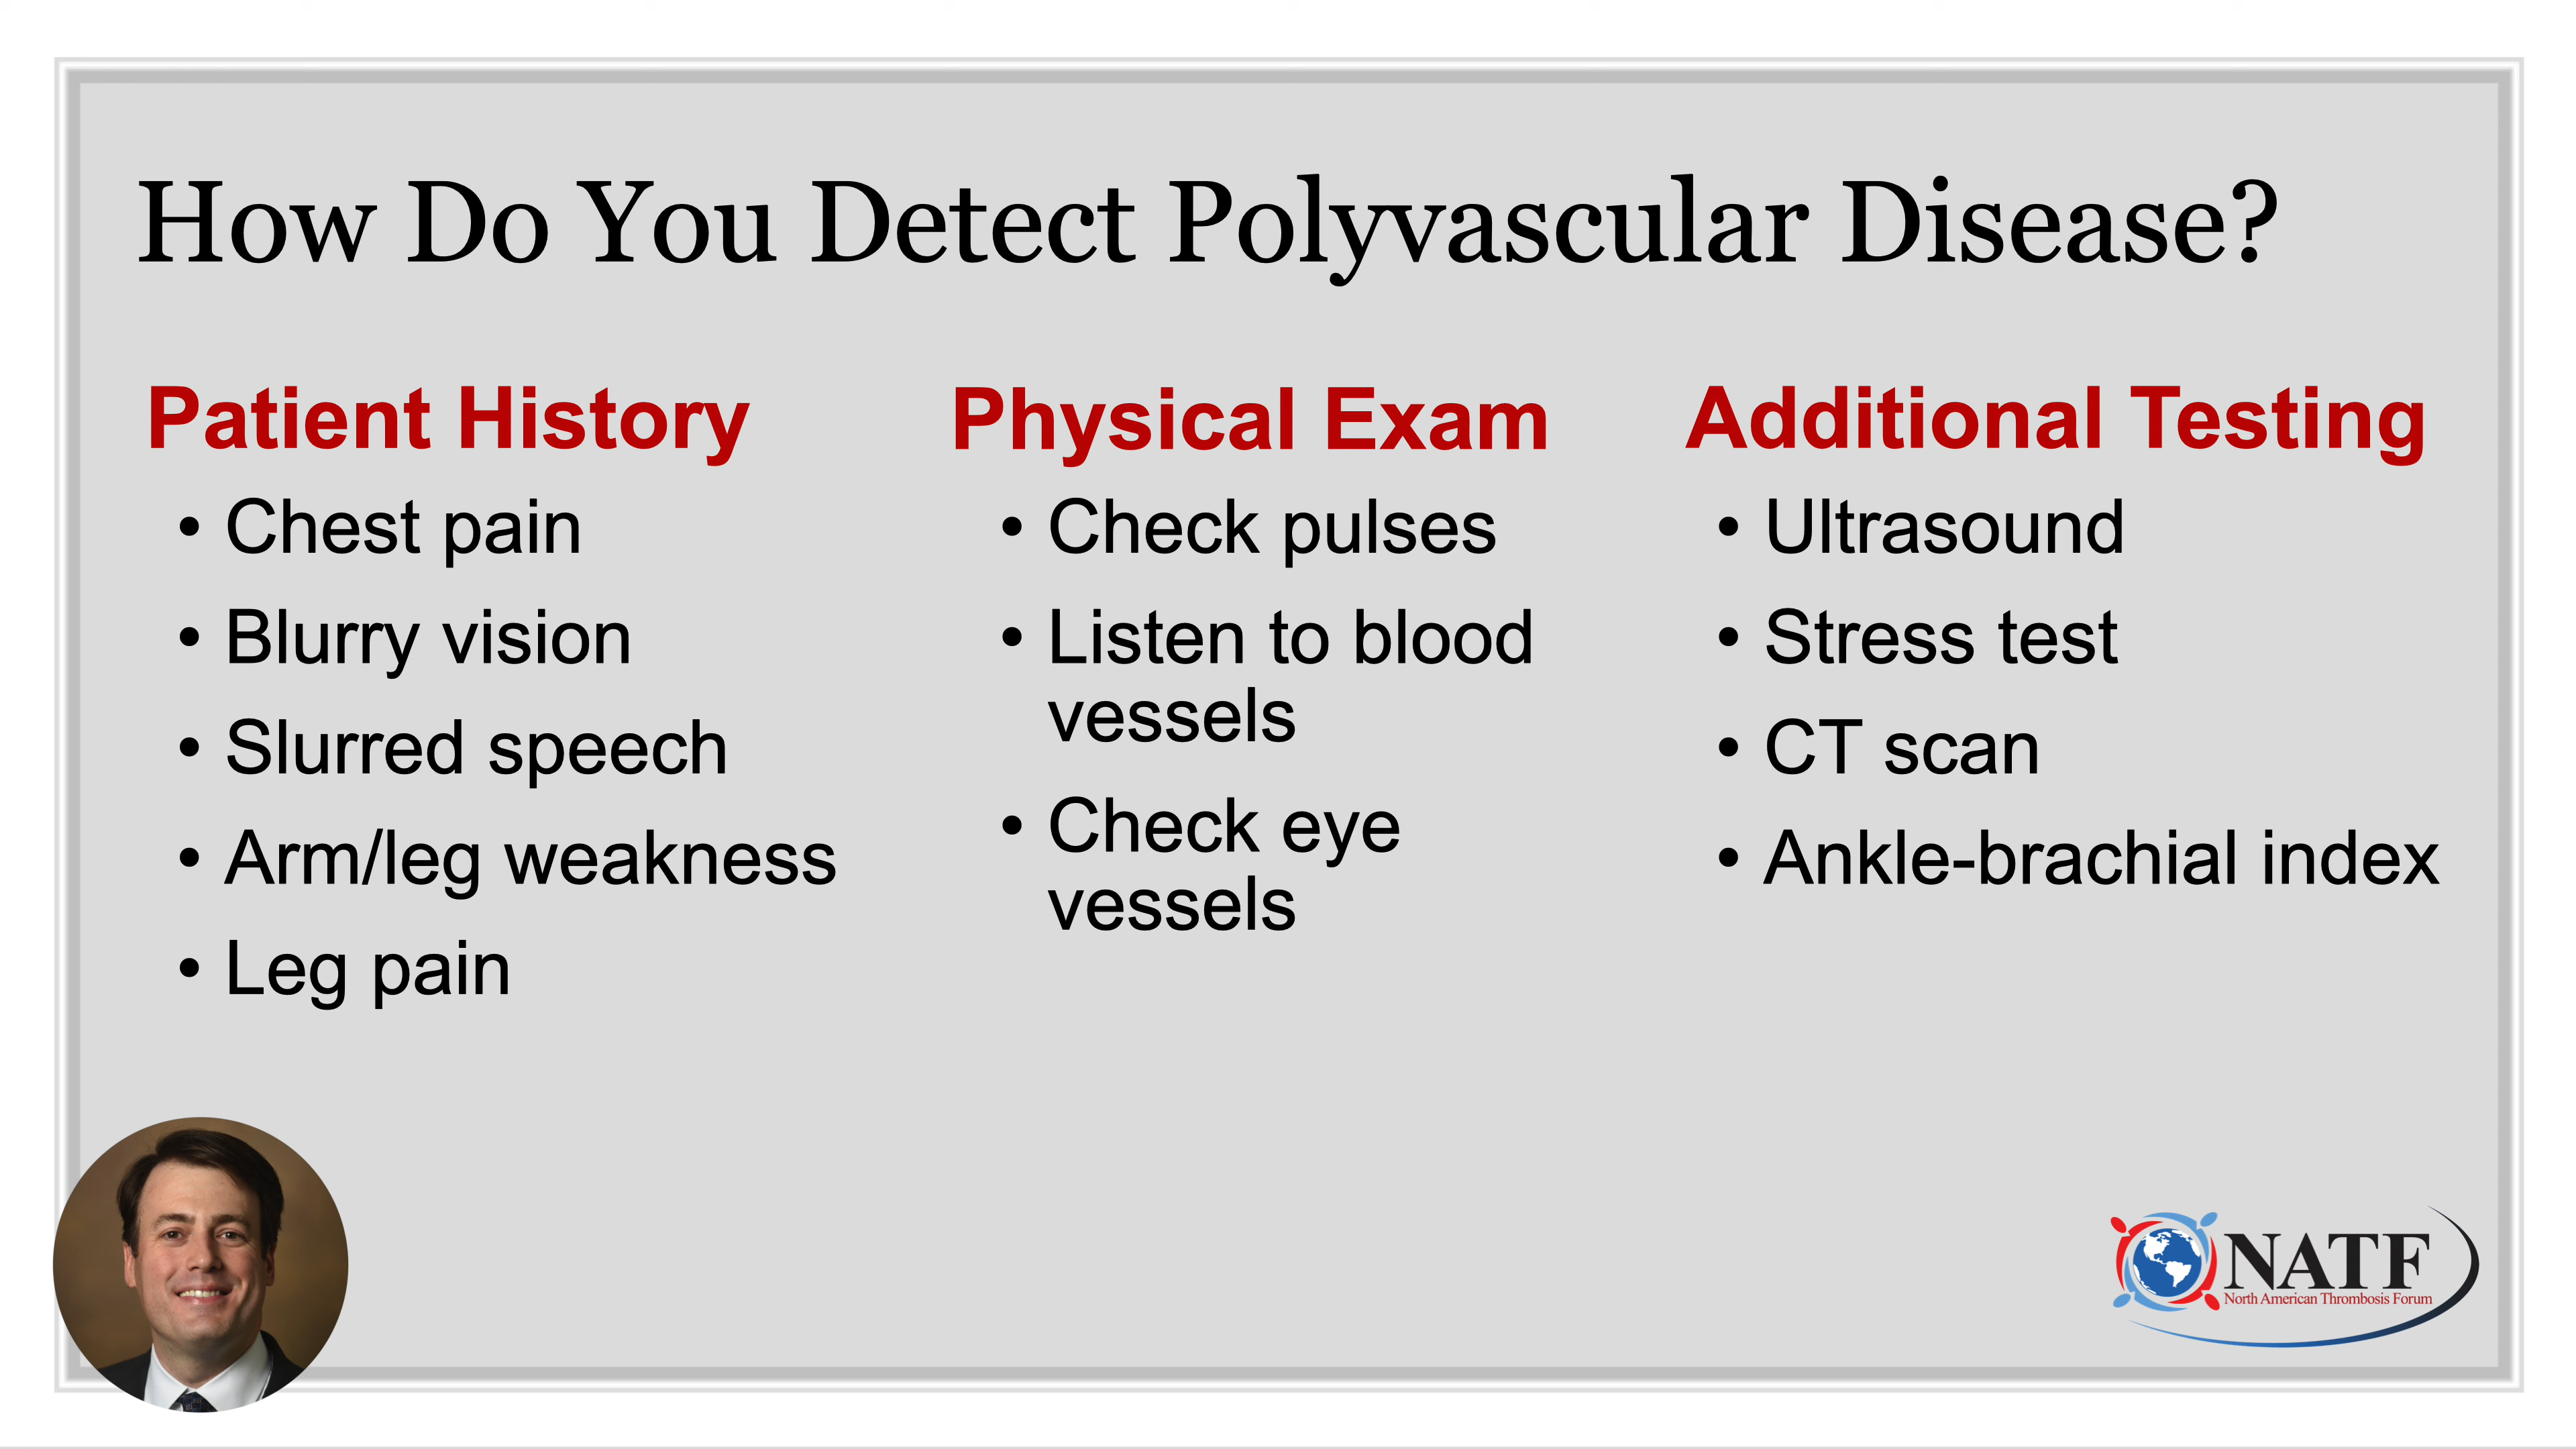 How Do You Detect Polyvascular Disease?
Patient History
• Chest pain
• Blurry vision
• Slurred speech
• Arm/leg weakness
• Leg pain
Physical Exam
• Check pulses
• Listen to blood
vessels
• Check eye
vessels
Additional Testing
• Ultrasound
• Stress test
• CT scan
• Ankle-brachial index
NATF
North American Thrombosis Forum